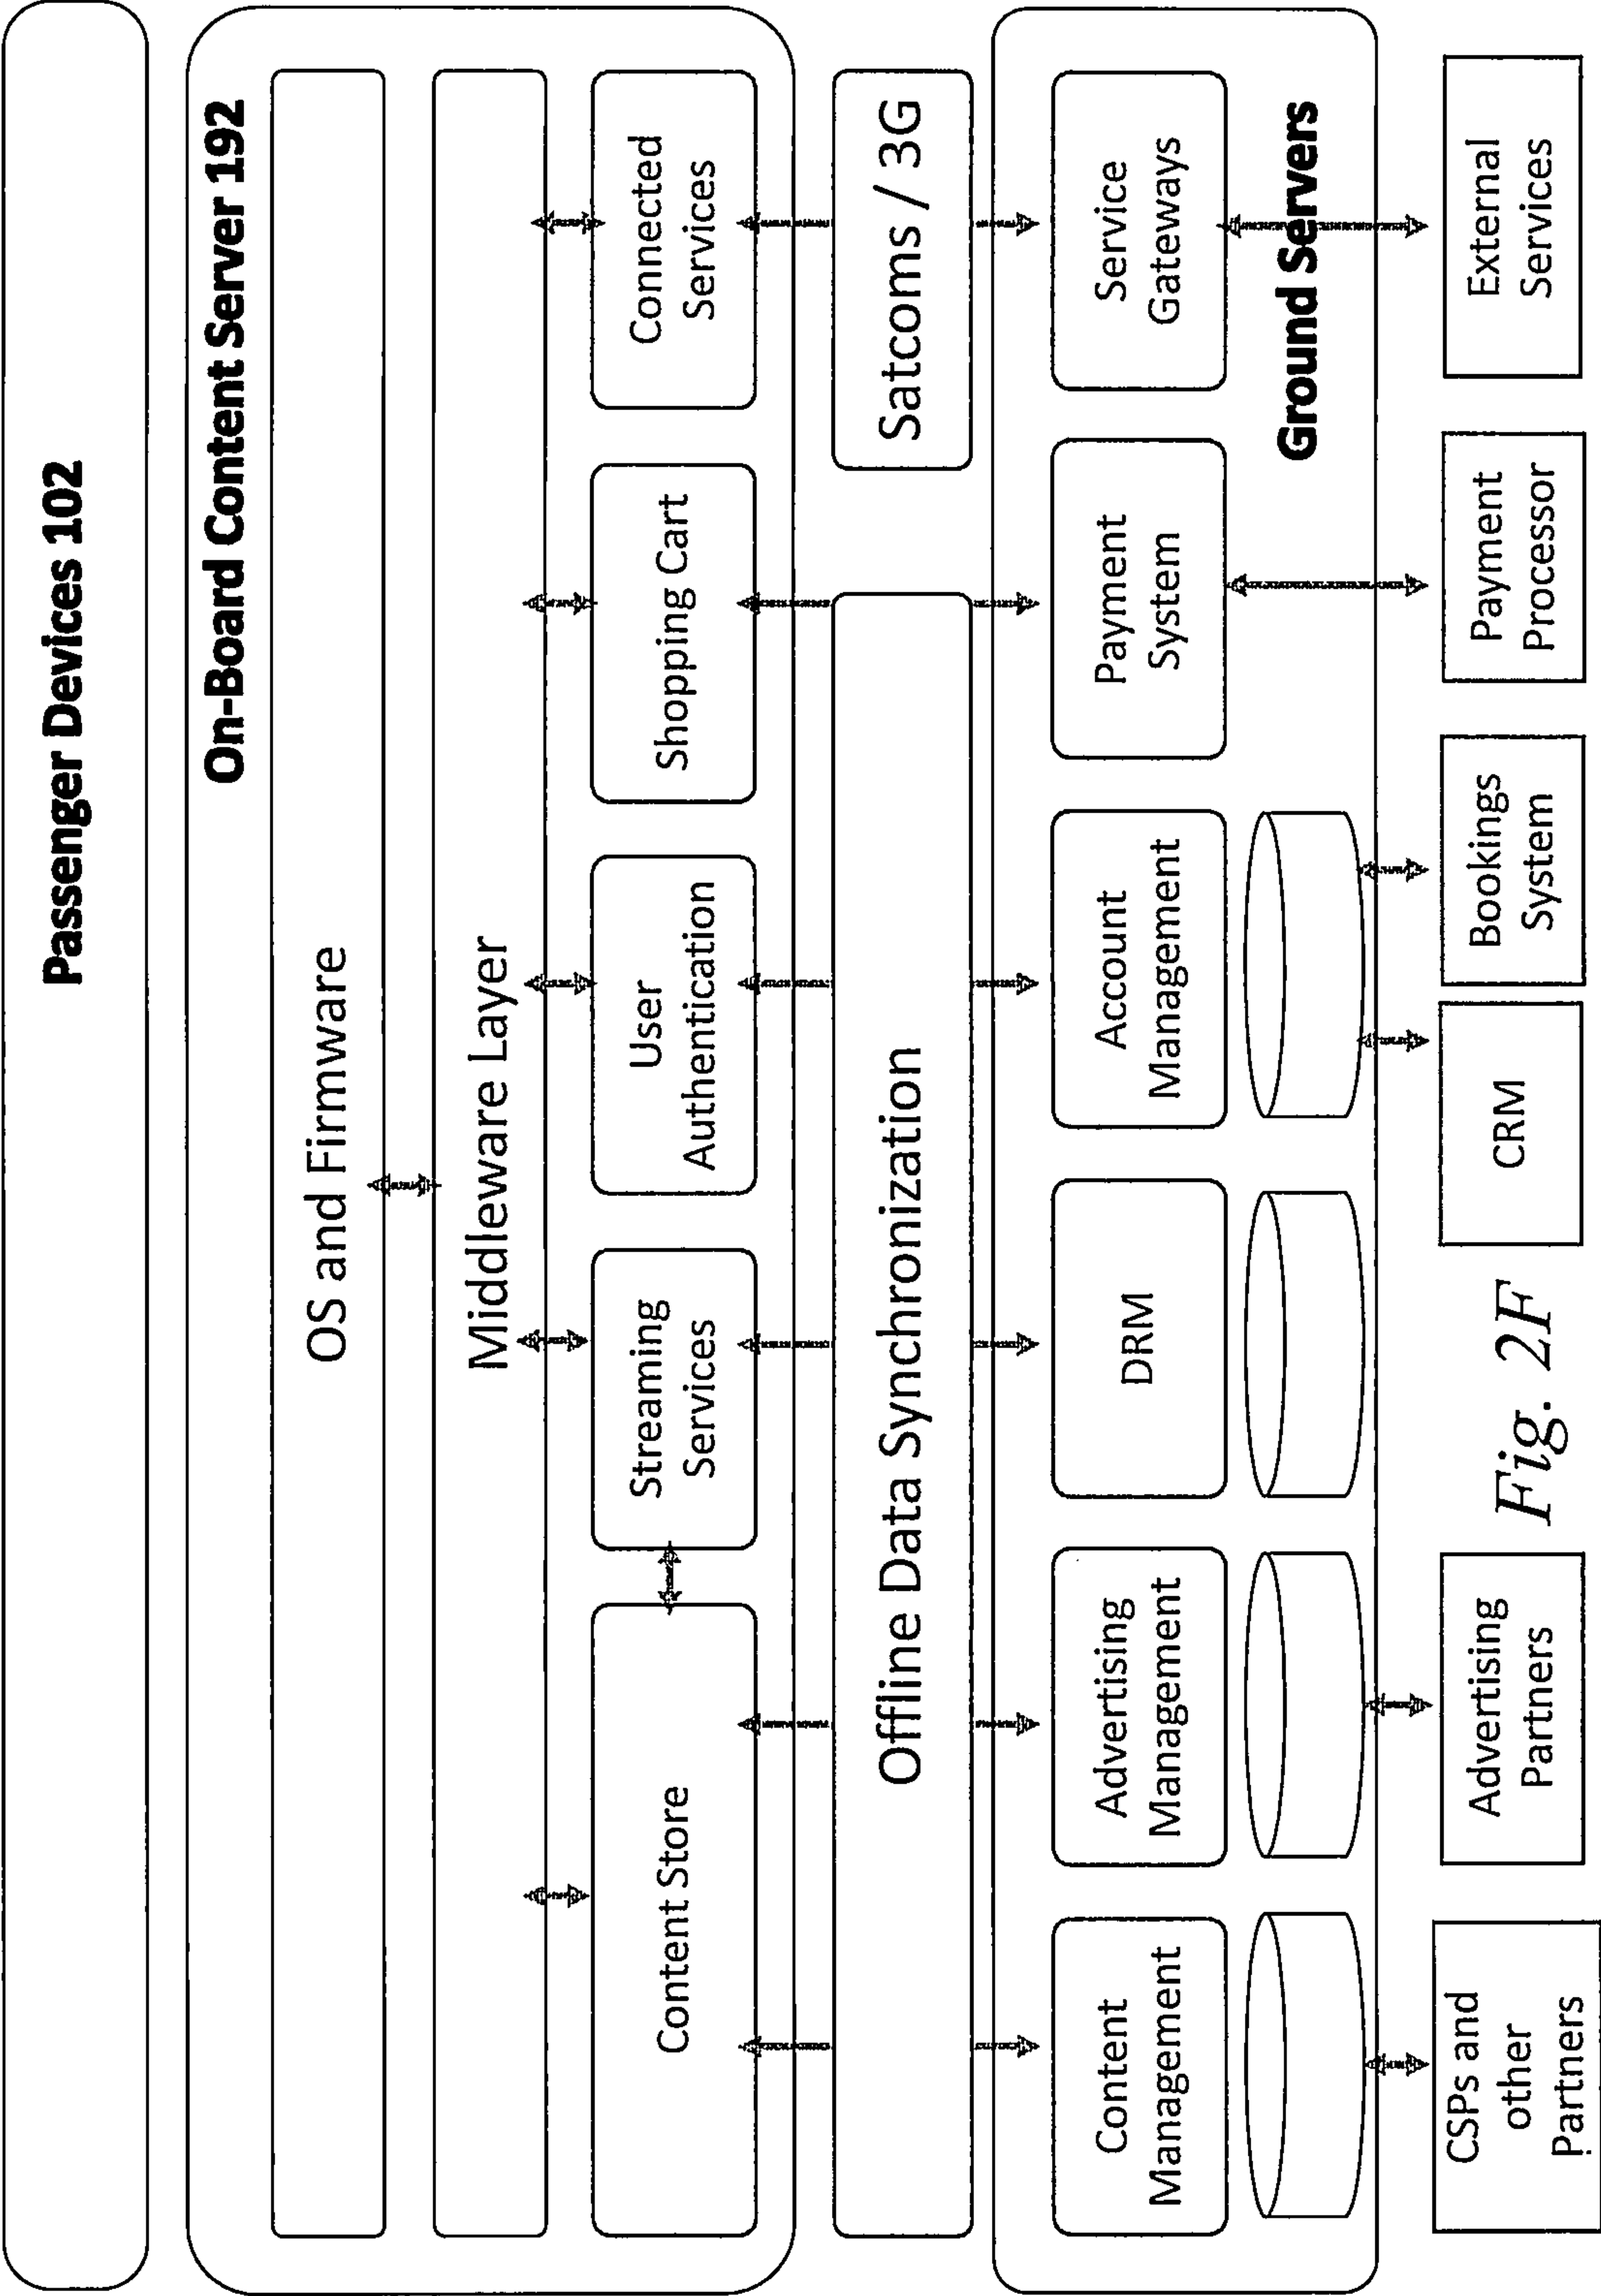 Passenger Devices 102
On-Board Content Server 192
OS and Firmware
Middleware Layer
Content Store
Streaming
Services
User
Authentication
Shopping Cart
Connected
Services
Offline Data Synchronization
Satcoms / 3G
Content
Management
Advertising
Management
DRM
Account
Management
Payment
System
Service
Gateways
Ground Servers
CSPs and
other
Partners
Advertising
Partners
CRM
Bookings
System
Payment
Processor
External
Services
Fig. 2F